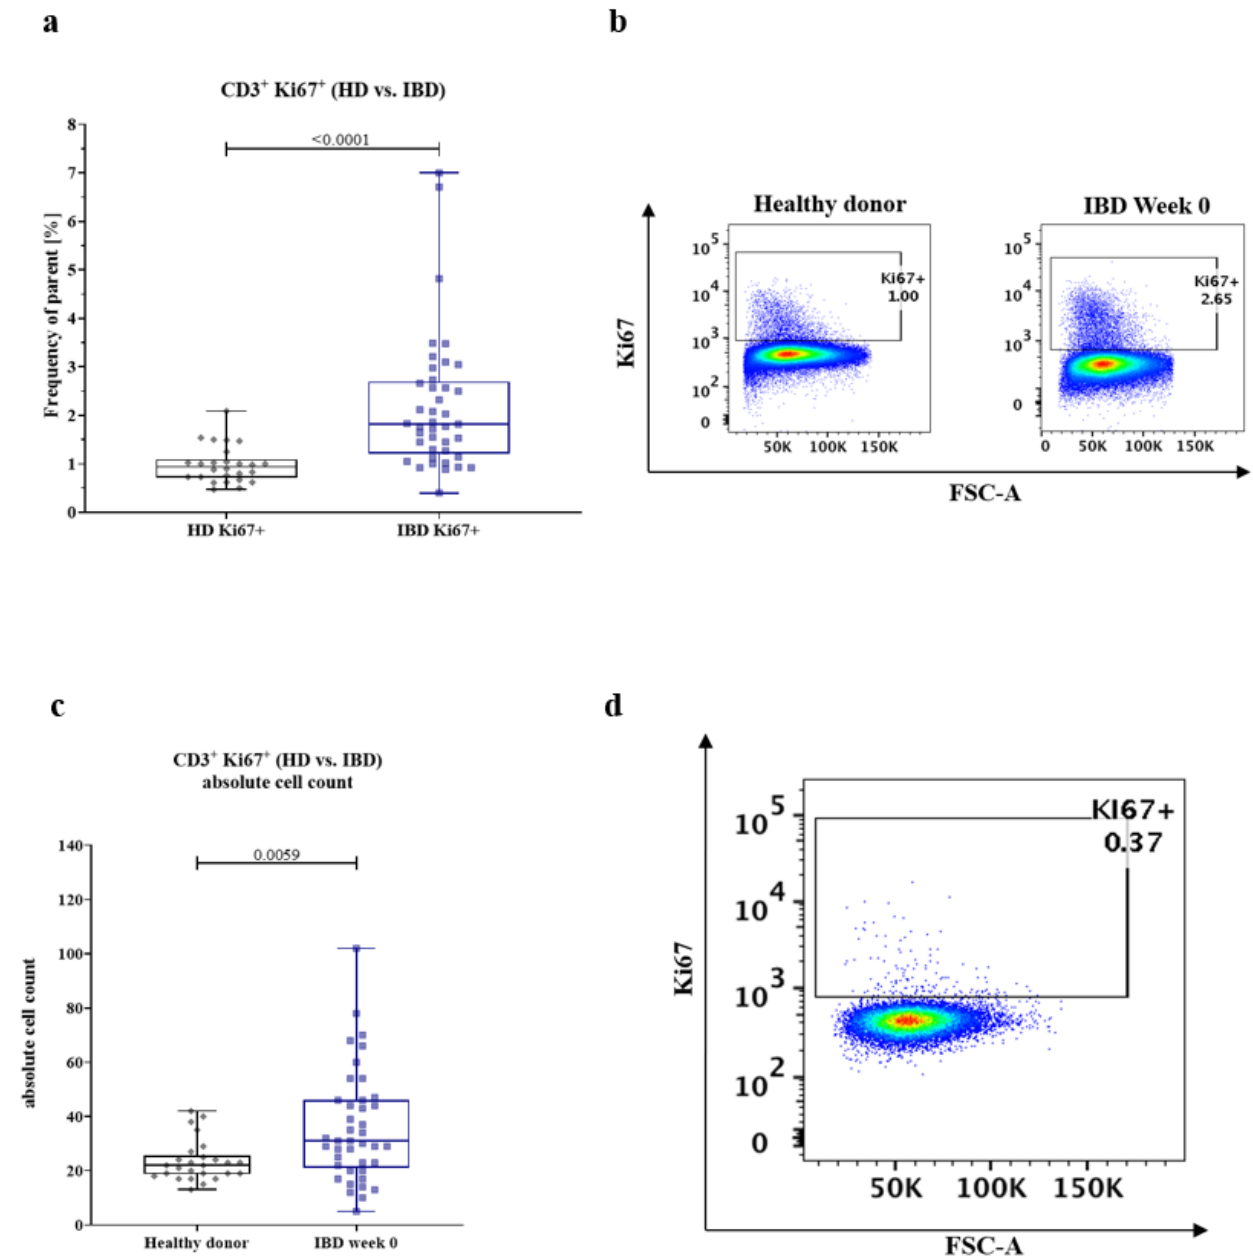 a
CD3⁺ Ki67⁺ (HD vs. IBD)
8
<0.0001
7
6
5
4
3
2
1
0
Frequency of parent [%]
HD Ki67+
IBD Ki67+
b
Healthy donor
10⁵
10⁴
10³
10²
0
Ki67+
1.00
50K 100K 150K
IBD Week 0
10⁵
10⁴
10³
10²
0
Ki67+
2.65
0 50K 100K 150K
Ki67
FSC-A
c
CD3⁺ Ki67⁺ (HD vs. IBD)
absolute cell count
140
0.0059
120
100
80
60
40
20
0
absolute cell count
Healthy donor
IBD week 0
d
KI67+
0.37
10⁵
10⁴
10³
10²
0
Ki67
50K 100K 150K
FSC-A